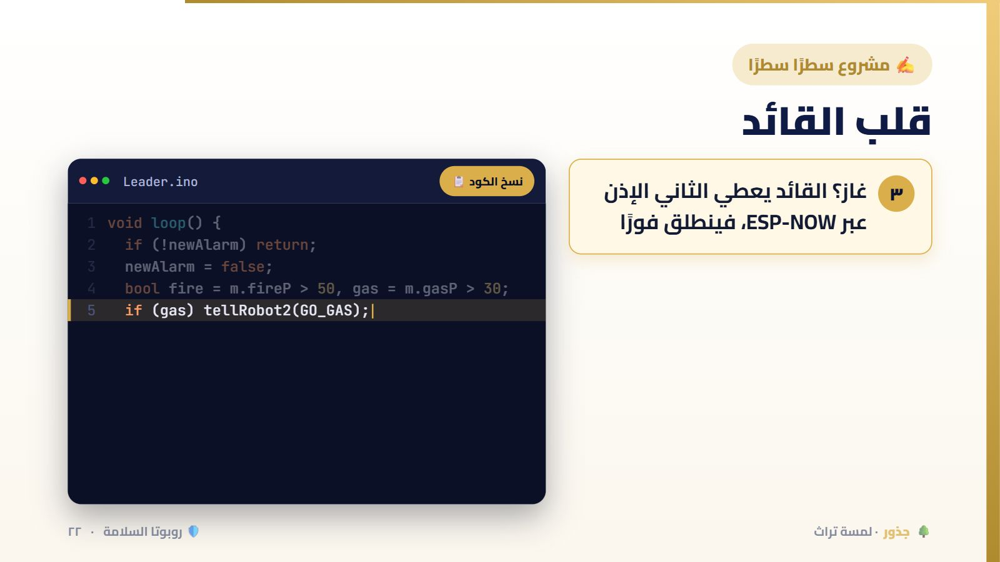 ✍️ مشروع سطرًا سطرًا
قلب القائد
٣
غاز؟ القائد يعطي الثاني الإذن
عبر ESP-NOW، فينطلق فورًا
Leader.ino
نسخ الكود 📋
1 void loop() {
2   if (!newAlarm) return;
3   newAlarm = false;
4   bool fire = m.fireP > 50, gas = m.gasP > 30;
5   if (gas) tellRobot2(GO_GAS);
🌳 جذور · لمسة تراث
🛡️ روبوتا السلامة · ٢٢